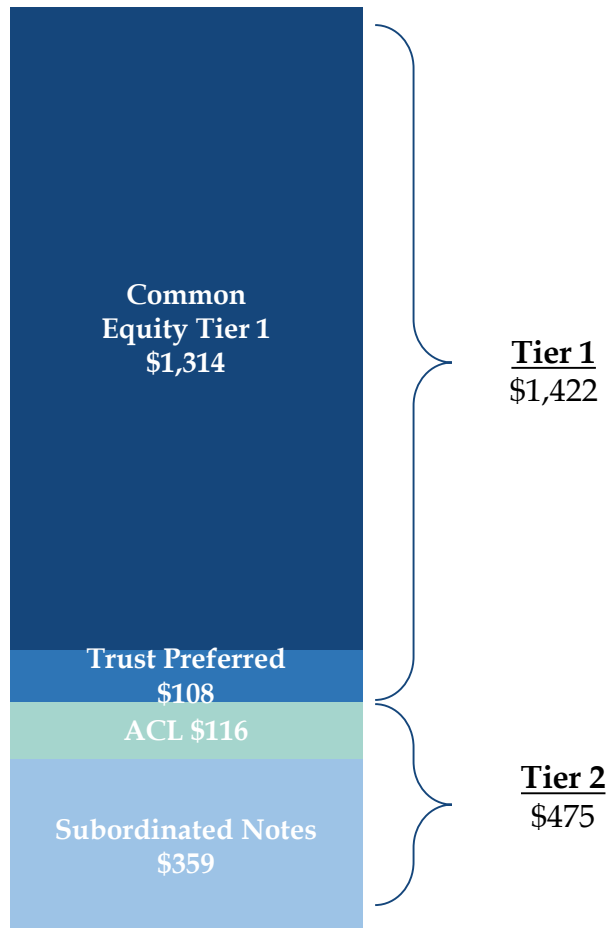 Common
Equity Tier 1
$1,314
Tier 1
$1,422
Trust Preferred
$108
ACL $116
Tier 2
$475
Subordinated Notes
$359